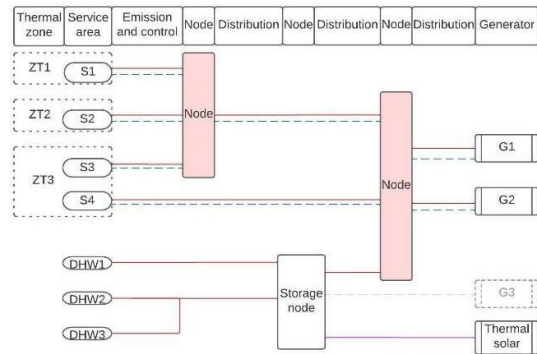 Thermal zone
Service area
Emission and control
Node
Distribution
Node
Distribution
Node
Distribution
Generator
ZT1
S1
ZT2
S2
Node
ZT3
S3
S4
Node
G1
G2
DHW1
DHW2
DHW3
Storage node
G3
Thermal solar